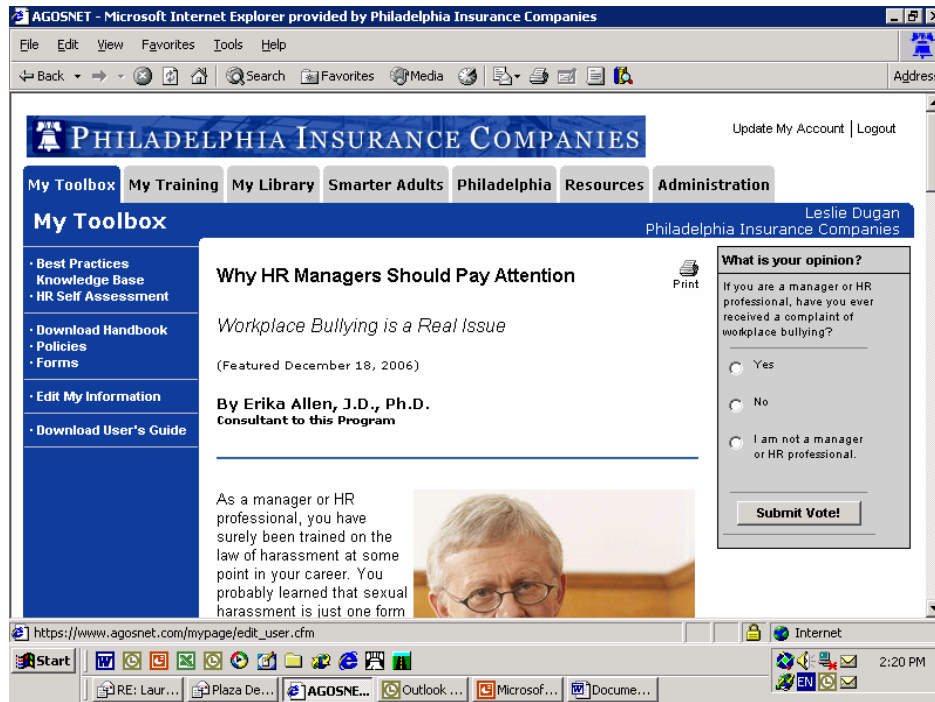 AGOSNET - Microsoft Internet Explorer provided by Philadelphia Insurance Companies
File Edit View Favorites Tools Help
Back Search Favorites Media Address
PHILADELPHIA INSURANCE COMPANIES
Update My Account | Logout
My Toolbox My Training My Library Smarter Adults Philadelphia Resources Administration
My Toolbox
Leslie Dugan
Philadelphia Insurance Companies
· Best Practices
Knowledge Base
· HR Self Assessment
· Download Handbook
· Policies
· Forms
· Edit My Information
· Download User's Guide
Why HR Managers Should Pay Attention
Print
Workplace Bullying is a Real Issue
(Featured December 18, 2006)
By Erika Allen, J.D., Ph.D.
Consultant to this Program
As a manager or HR
professional, you have
surely been trained on the
law of harassment at some
point in your career. You
probably learned that sexual
harassment is just one form
What is your opinion?
If you are a manager or HR
professional, have you ever
received a complaint of
workplace bullying?
Yes
No
I am not a manager
or HR professional.
Submit Vote!
https://www.agosnet.com/mypage/edit_user.cfm
Internet
Start
EN
2:20 PM
RE: Laur... Plaza De... AGOSNE... Outlook ... Microsof... Docume...